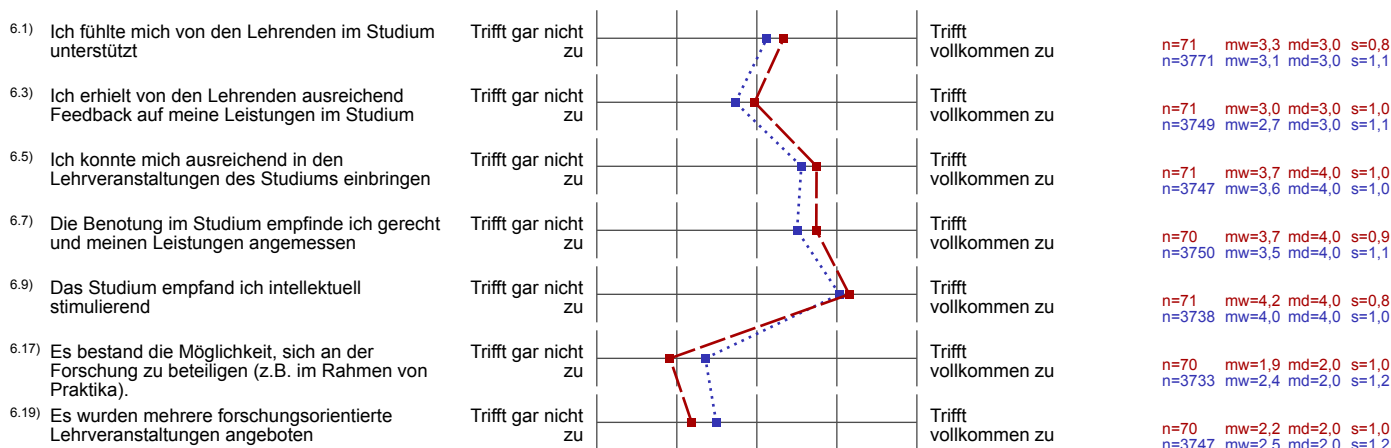 6.1) Ich fühlte mich von den Lehrenden im Studium unterstützt
Trifft gar nicht zu
Trifft vollkommen zu
n=71 mw=3,3 md=3,0 s=0,8
n=3771 mw=3,1 md=3,0 s=1,1
6.3) Ich erhielt von den Lehrenden ausreichend Feedback auf meine Leistungen im Studium
Trifft gar nicht zu
Trifft vollkommen zu
n=71 mw=3,0 md=3,0 s=1,0
n=3749 mw=2,7 md=3,0 s=1,1
6.5) Ich konnte mich ausreichend in den Lehrveranstaltungen des Studiums einbringen
Trifft gar nicht zu
Trifft vollkommen zu
n=71 mw=3,7 md=4,0 s=1,0
n=3747 mw=3,6 md=4,0 s=1,0
6.7) Die Benotung im Studium empfinde ich gerecht und meinen Leistungen angemessen
Trifft gar nicht zu
Trifft vollkommen zu
n=70 mw=3,7 md=4,0 s=0,9
n=3750 mw=3,5 md=4,0 s=1,1
6.9) Das Studium empfand ich intellektuell stimulierend
Trifft gar nicht zu
Trifft vollkommen zu
n=71 mw=4,2 md=4,0 s=0,8
n=3738 mw=4,0 md=4,0 s=1,0
6.17) Es bestand die Möglichkeit, sich an der Forschung zu beteiligen (z.B. im Rahmen von Praktika).
Trifft gar nicht zu
Trifft vollkommen zu
n=70 mw=1,9 md=2,0 s=1,0
n=3733 mw=2,4 md=2,0 s=1,2
6.19) Es wurden mehrere forschungsorientierte Lehrveranstaltungen angeboten
Trifft gar nicht zu
Trifft vollkommen zu
n=70 mw=2,2 md=2,0 s=1,0
n=3747 mw=2,5 md=2,0 s=1,2